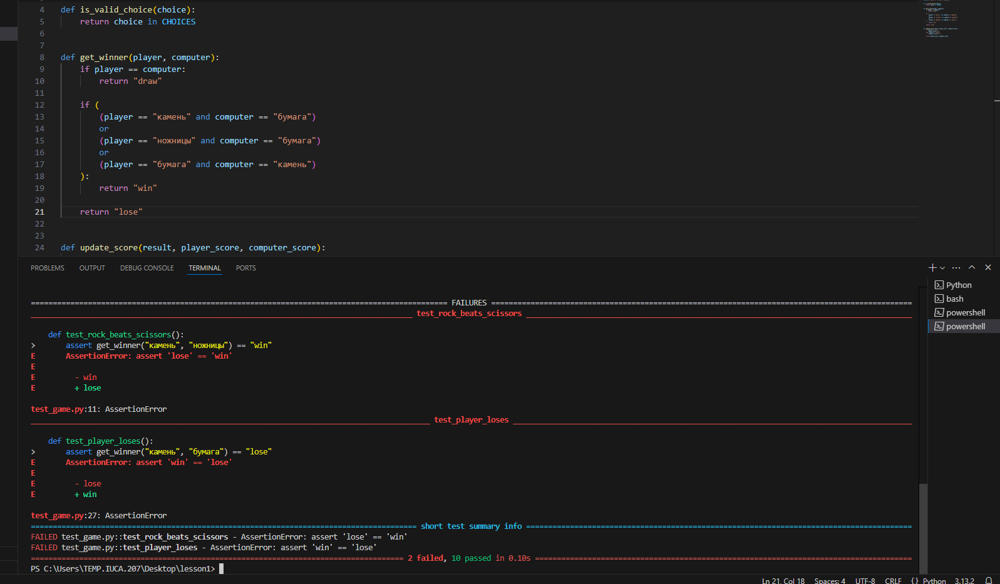 4 def is_valid_choice(choice):
5 return choice in CHOICES
6
7
8 def get_winner(player, computer):
9 if player == computer:
10 return "draw"
11
12 if (
13 (player == "камень" and computer == "бумага")
14 or
15 (player == "ножницы" and computer == "бумага")
16 or
17 (player == "бумага" and computer == "камень")
18 ):
19 return "win"
20
21 return "lose"
22
23
24 def update_score(result, player_score, computer_score):
PROBLEMS OUTPUT DEBUG CONSOLE TERMINAL PORTS
Python
bash
powershell
powershell
FAILURES
test_rock_beats_scissors
def test_rock_beats_scissors():
> assert get_winner("камень", "ножницы") == "win"
E AssertionError: assert 'lose' == 'win'
E
E - win
E + lose
test_game.py:11: AssertionError
test_player_loses
def test_player_loses():
> assert get_winner("камень", "бумага") == "lose"
E AssertionError: assert 'win' == 'lose'
E
E - lose
E + win
test_game.py:27: AssertionError
short test summary info
FAILED test_game.py::test_rock_beats_scissors - AssertionError: assert 'lose' == 'win'
FAILED test_game.py::test_player_loses - AssertionError: assert 'win' == 'lose'
2 failed, 10 passed in 0.10s
PS C:\Users\TEMP.IUCA.207\Desktop\lesson1>
Ln 21, Col 18 Spaces: 4 UTF-8 CRLF {} Python 3.13.2